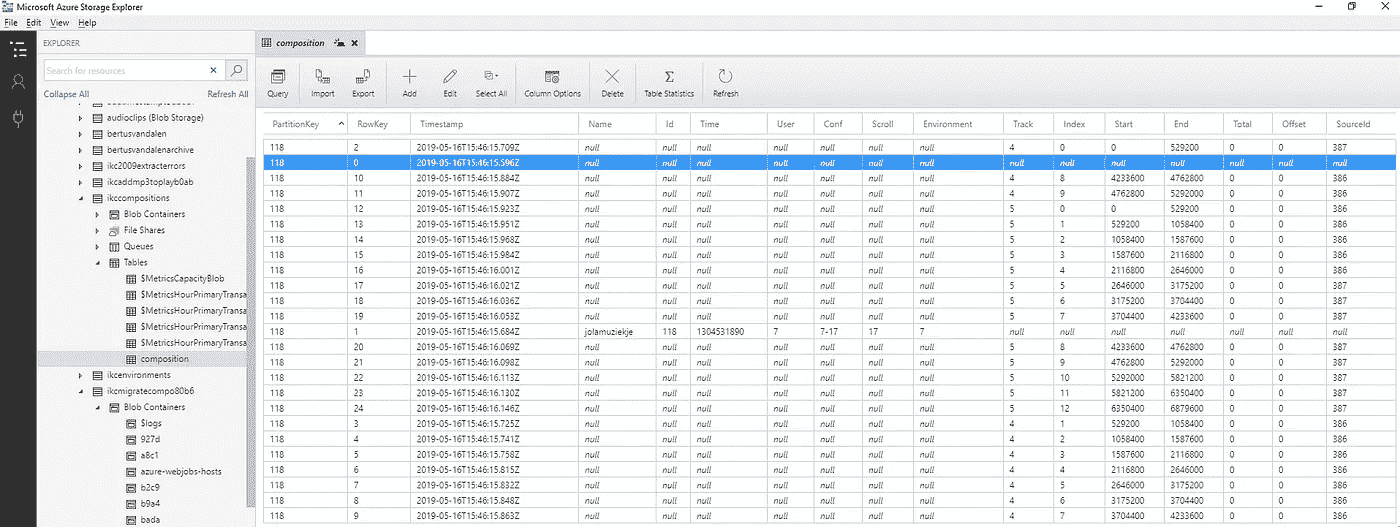 Microsoft Azure Storage Explorer
File Edit View Help
EXPLORER
Search for resources
Collapse All Refresh All
audioclips (Blob Storage)
bertusvandalen
bertusvandalenarchive
ikc2009extracterrors
ikcaddmp3toplayb0ab
ikccompositions
Blob Containers
File Shares
Queues
Tables
$MetricsCapacityBlob
$MetricsHourPrimaryTransa
$MetricsHourPrimaryTransa
$MetricsHourPrimaryTransa
$MetricsHourPrimaryTransa
composition
ikcenvironments
ikcmigratecompo80b6
Blob Containers
$logs
927d
a8c1
azure-webjobs-hosts
b2c9
b9a4
bada
composition
Query Import Export Add Edit Select All Column Options Delete Table Statistics Refresh
PartitionKey RowKey Timestamp Name Id Time User Conf Scroll Environment Track Index Start End Total Offset SourceId
118 2 2019-05-16T15:46:15.709Z null null null null null null null 4 0 0 529200 0 0 387
118 0 2019-05-16T15:46:15.596Z null null null null null null null null null null null null null null
118 10 2019-05-16T15:46:15.884Z null null null null null null null 4 8 4233600 4762800 0 0 386
118 11 2019-05-16T15:46:15.907Z null null null null null null null 4 9 4762800 5292000 0 0 386
118 12 2019-05-16T15:46:15.923Z null null null null null null null 5 0 0 529200 0 0 386
118 13 2019-05-16T15:46:15.951Z null null null null null null null 5 1 529200 1058400 0 0 386
118 14 2019-05-16T15:46:15.968Z null null null null null null null 5 2 1058400 1587600 0 0 386
118 15 2019-05-16T15:46:15.984Z null null null null null null null 5 3 1587600 2116800 0 0 386
118 16 2019-05-16T15:46:16.001Z null null null null null null null 5 4 2116800 2646000 0 0 386
118 17 2019-05-16T15:46:16.021Z null null null null null null null 5 5 2646000 3175200 0 0 387
118 18 2019-05-16T15:46:16.036Z null null null null null null null 5 6 3175200 3704400 0 0 387
118 19 2019-05-16T15:46:16.053Z null null null null null null null 5 7 3704400 4233600 0 0 387
118 1 2019-05-16T15:46:15.684Z jolamuziekje 118 1304531890 7 7-17 17 7 null null null null null null null
118 20 2019-05-16T15:46:16.069Z null null null null null null null 5 8 4233600 4762800 0 0 387
118 21 2019-05-16T15:46:16.098Z null null null null null null null 5 9 4762800 5292000 0 0 387
118 22 2019-05-16T15:46:16.113Z null null null null null null null 5 10 5292000 5821200 0 0 387
118 23 2019-05-16T15:46:16.130Z null null null null null null null 5 11 5821200 6350400 0 0 387
118 24 2019-05-16T15:46:16.146Z null null null null null null null 5 12 6350400 6879600 0 0 387
118 3 2019-05-16T15:46:15.725Z null null null null null null null 4 1 529200 1058400 0 0 386
118 4 2019-05-16T15:46:15.741Z null null null null null null null 4 2 1058400 1587600 0 0 386
118 5 2019-05-16T15:46:15.758Z null null null null null null null 4 3 1587600 2116800 0 0 386
118 6 2019-05-16T15:46:15.815Z null null null null null null null 4 4 2116800 2646000 0 0 386
118 7 2019-05-16T15:46:15.832Z null null null null null null null 4 5 2646000 3175200 0 0 386
118 8 2019-05-16T15:46:15.848Z null null null null null null null 4 6 3175200 3704400 0 0 386
118 9 2019-05-16T15:46:15.863Z null null null null null null null 4 7 3704400 4233600 0 0 386